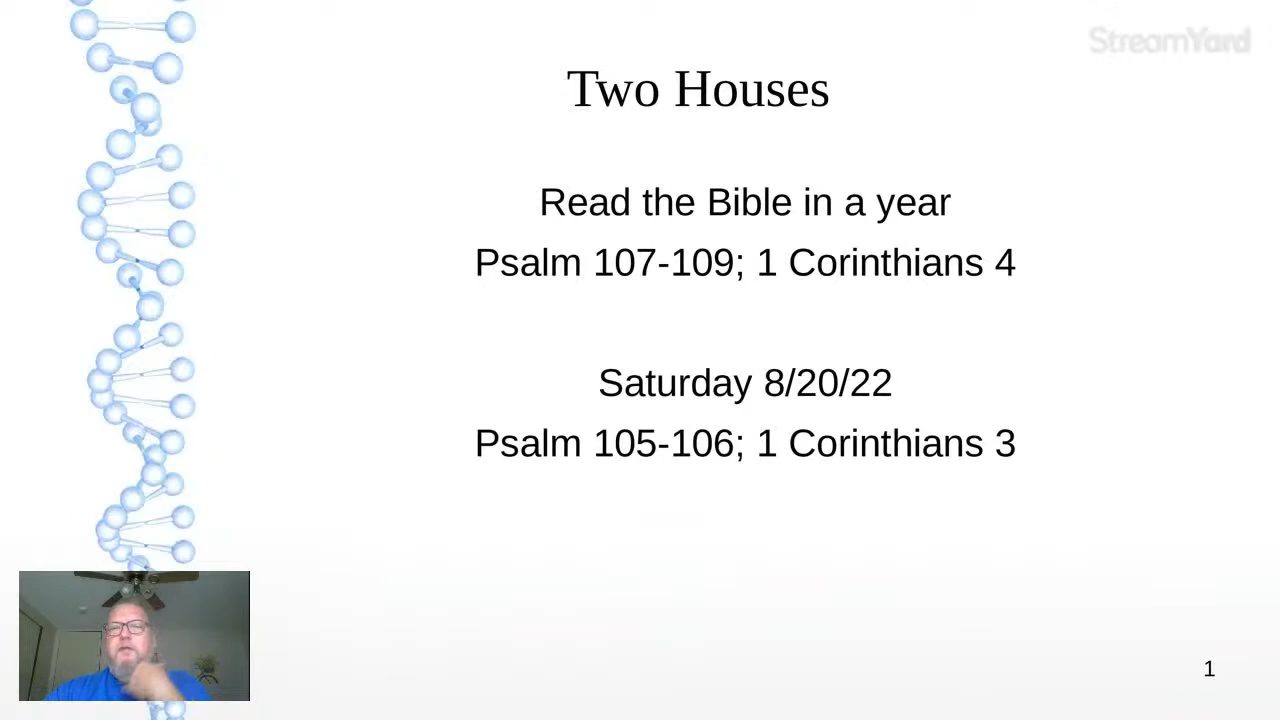 StreamYard
Two Houses
Read the Bible in a year
Psalm 107-109; 1 Corinthians 4
Saturday 8/20/22
Psalm 105-106; 1 Corinthians 3
1